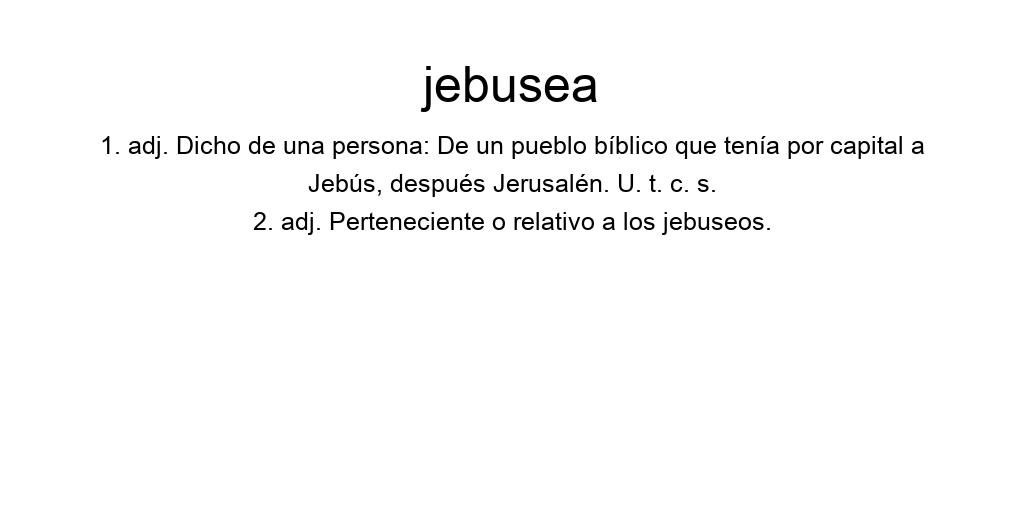 jebusea
1. adj. Dicho de una persona: De un pueblo bíblico que tenía por capital a
Jebús, después Jerusalén. U. t. c. s.
2. adj. Perteneciente o relativo a los jebuseos.